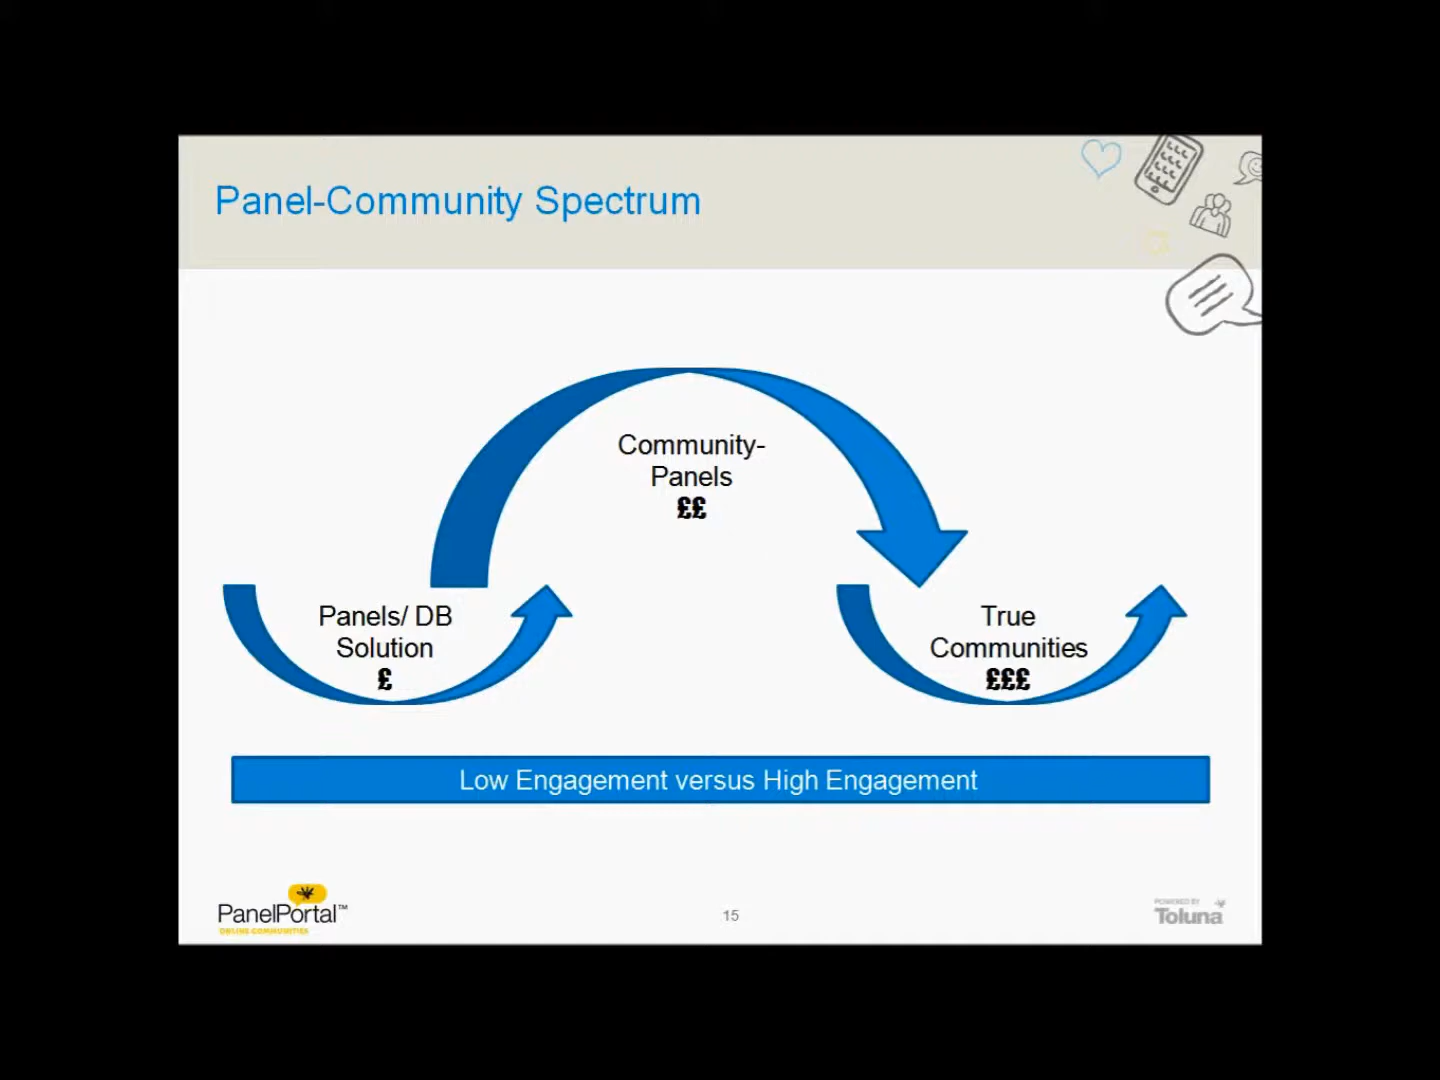 Panel-Community Spectrum
Community-
Panels
££
Panels/ DB
Solution
£
True
Communities
£££
Low Engagement versus High Engagement
PanelPortal™
ONLINE COMMUNITIES
15
POWERED BY
Toluna